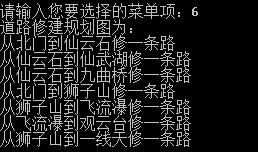 请输入您要选择的菜单项：6
道路修建规划图为：
从北门到仙云石修一条路
从仙云石到仙武湖修一条路
从仙云石到九曲桥修一条路
从北门到狮子山修一条路
从狮子山到飞流瀑修一条路
从飞流瀑到观云台修一条路
从狮子山到一线天修一条路